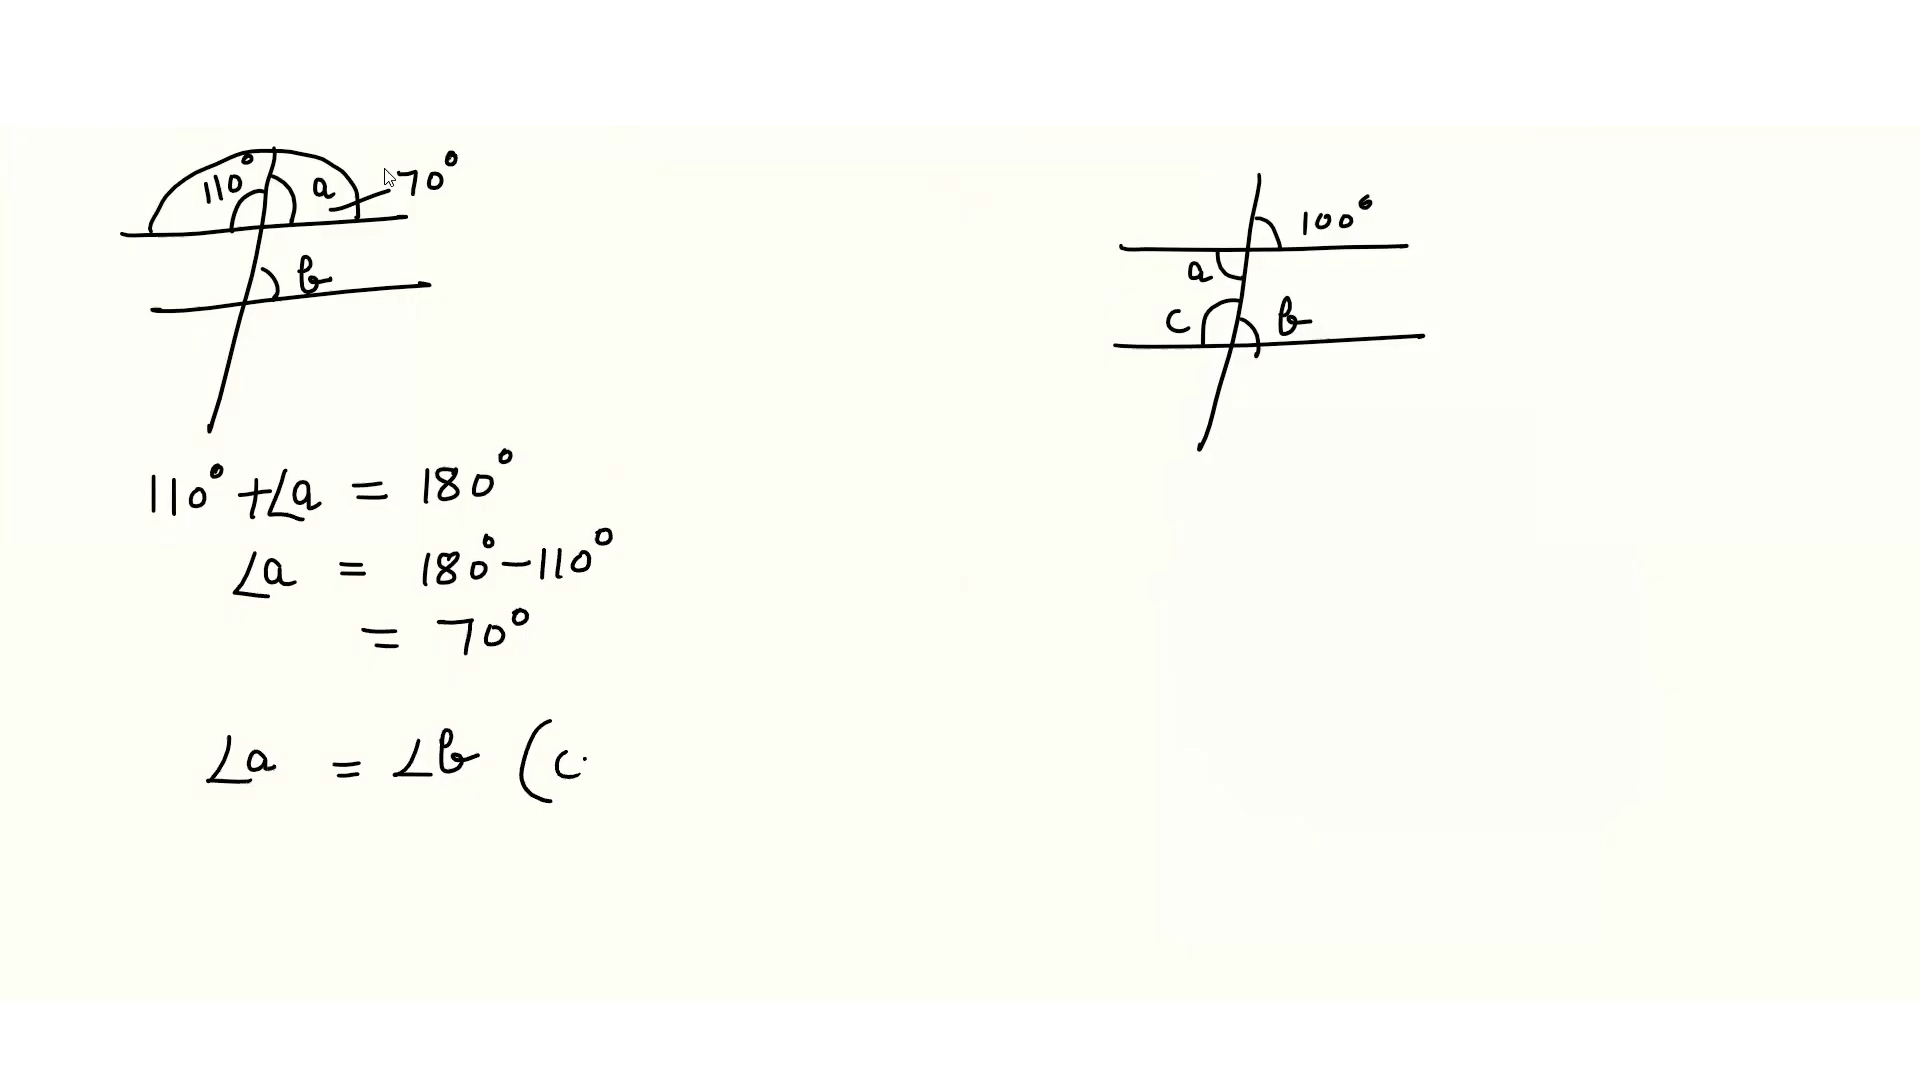 110° a 70°
b
110° + ∠a = 180°
∠a = 180° - 110°
= 70°
∠a = ∠b (c
100°
a
c b